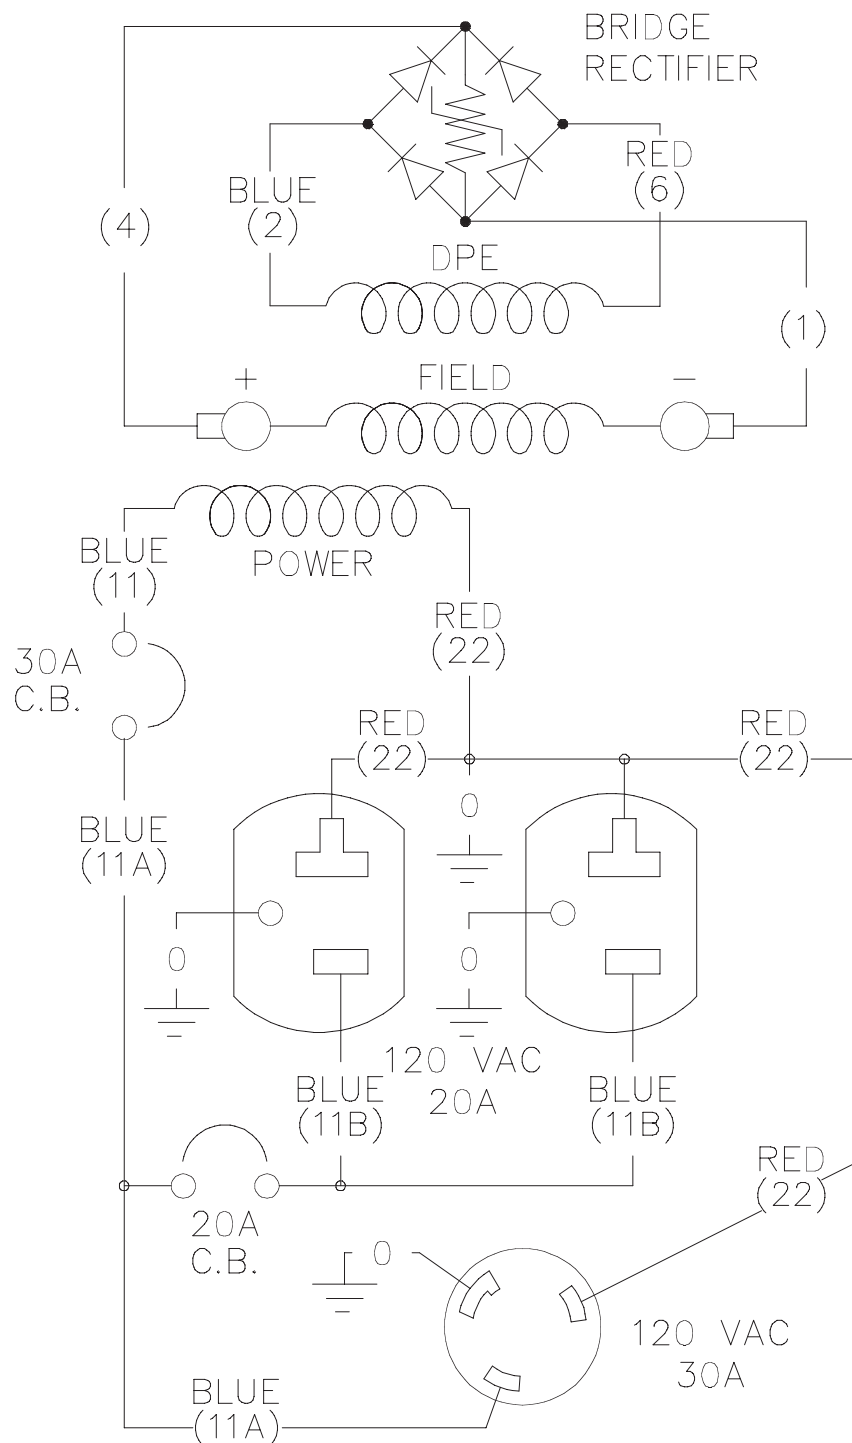 BRIDGE
RECTIFIER
RED
(6)
BLUE
(2)
(4)
DPE
(1)
+
FIELD
−
BLUE
(11)
POWER
RED
(22)
30A
C.B.
RED
(22)
RED
(22)
0
BLUE
(11A)
0
0
120 VAC
20A
BLUE
(11B)
BLUE
(11B)
RED
(22)
20A
C.B.
0
120 VAC
30A
BLUE
(11A)